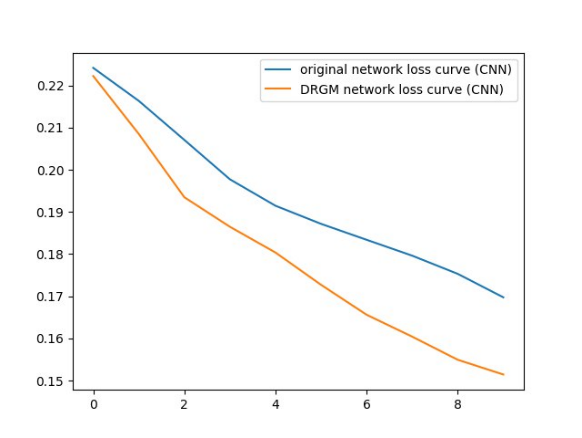 original network loss curve (CNN)
DRGM network loss curve (CNN)
0.22
0.21
0.20
0.19
0.18
0.17
0.16
0.15
0 2 4 6 8